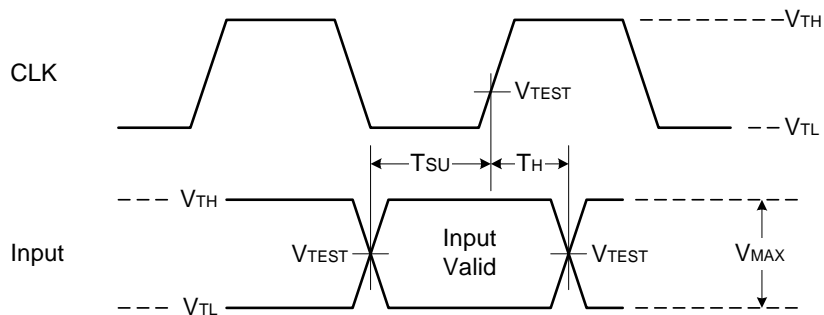 VTH
CLK
VTEST
VTL
TSU
TH
VTH
Input
VTEST
Input
Valid
VTEST
VMAX
VTL